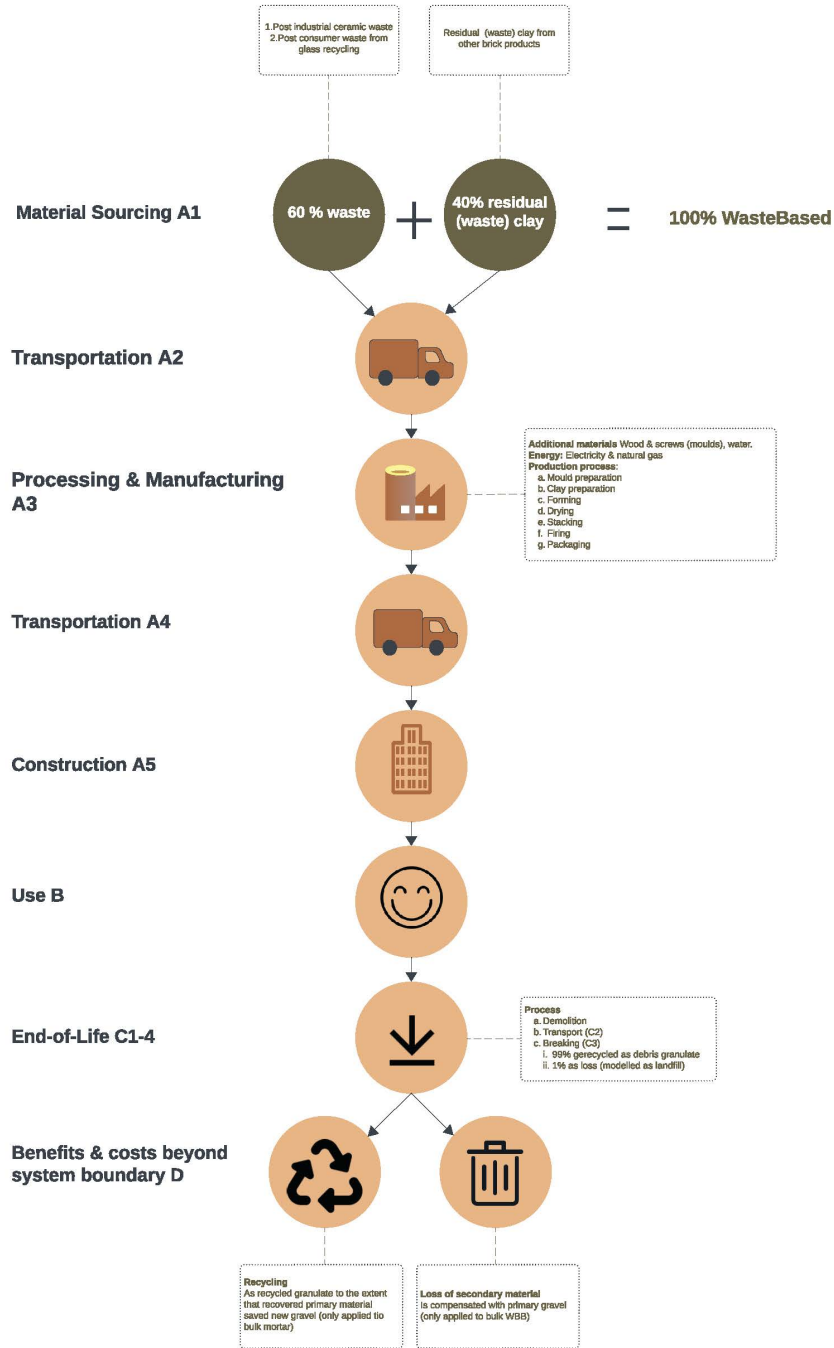 1.Post industrial ceramic waste
2.Post consumer waste from
glass recycling
Residual (waste) clay from
other brick products
Material Sourcing A1
60 % waste
+
40% residual
(waste) clay
=
100% WasteBased
Transportation A2
Processing & Manufacturing
A3
Additional materials Wood & screws (moulds), water.
Energy: Electricity & natural gas
Production process:
a. Mould preparation
b. Clay preparation
c. Forming
d. Drying
e. Stacking
f. Firing
g. Packaging
Transportation A4
Construction A5
Use B
End-of-Life C1-4
Process
a. Demolition
b. Transport (C2)
c. Breaking (C3)
i. 99% gerecycled as debris granulate
ii. 1% as loss (modelled as landfill)
Benefits & costs beyond
system boundary D
Recycling
As recycled granulate to the extent
that recovered primary material
saved new gravel (only applied tio
bulk mortar)
Loss of secondary material
Is compensated with primary gravel
(only applied to bulk WBB)